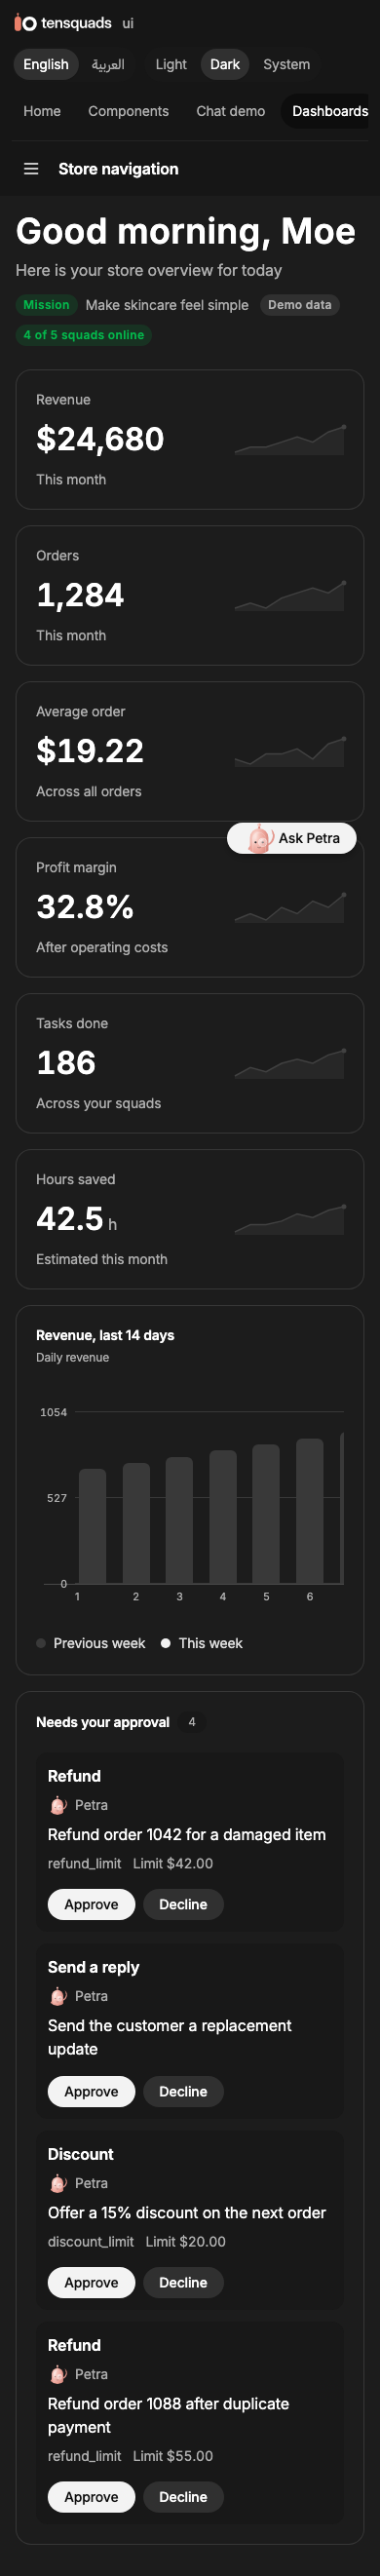 tensquads ui
English العربية Light Dark System
Home Components Chat demo Dashboards
Store navigation
Good morning, Moe
Here is your store overview for today
Mission Make skincare feel simple Demo data
4 of 5 squads online
Revenue
$24,680
This month
Orders
1,284
This month
Average order
$19.22
Across all orders
Ask Petra
Profit margin
32.8%
After operating costs
Tasks done
186
Across your squads
Hours saved
42.5 h
Estimated this month
Revenue, last 14 days
Daily revenue
1054
527
0
1 2 3 4 5 6
Previous week This week
Needs your approval 4
Refund
Petra
Refund order 1042 for a damaged item
refund_limit Limit $42.00
Approve Decline
Send a reply
Petra
Send the customer a replacement
update
Approve Decline
Discount
Petra
Offer a 15% discount on the next order
discount_limit Limit $20.00
Approve Decline
Refund
Petra
Refund order 1088 after duplicate
payment
refund_limit Limit $55.00
Approve Decline